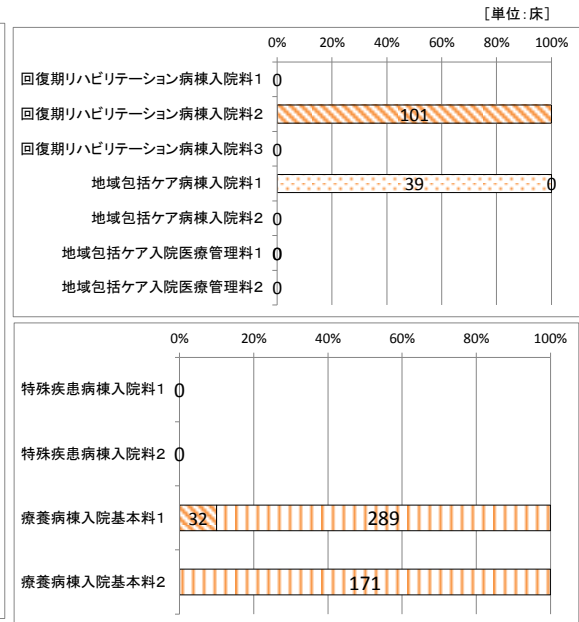 [単位:床]
0% 20% 40% 60% 80% 100%
回復期リハビリテーション病棟入院料1 0
回復期リハビリテーション病棟入院料2 101
回復期リハビリテーション病棟入院料3 0
地域包括ケア病棟入院料1 39 0
地域包括ケア病棟入院料2 0
地域包括ケア入院医療管理料1 0
地域包括ケア入院医療管理料2 0
0% 20% 40% 60% 80% 100%
特殊疾患病棟入院料1 0
特殊疾患病棟入院料2 0
療養病棟入院基本料1 32 289
療養病棟入院基本料2 171